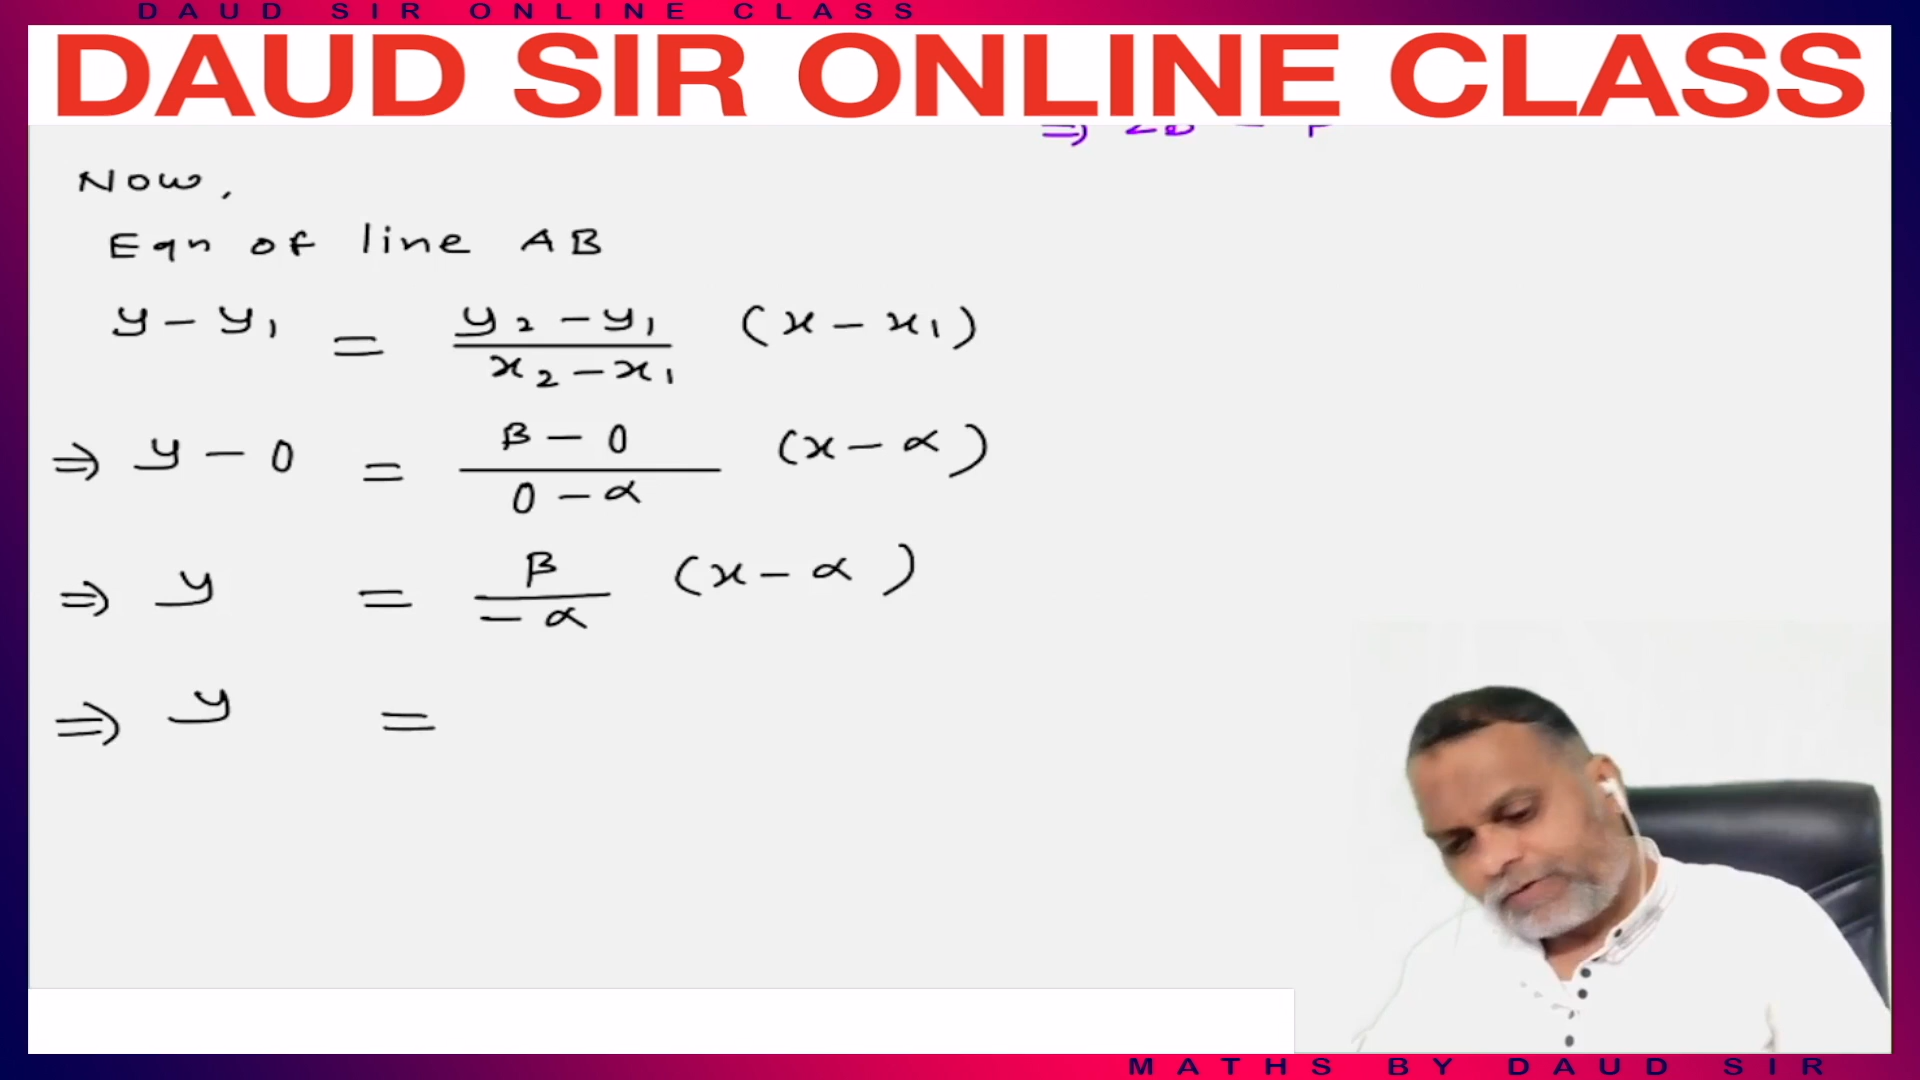 DAUD SIR ONLINE CLASS
DAUD SIR ONLINE CLASS
Now,
Eqn of line AB
y - y₁ = y₂ - y₁ / x₂ - x₁ (x - x₁)
⇒ y - 0 = β - 0 / 0 - α (x - α)
⇒ y = β / -α (x - α)
⇒ y =
MATHS BY DAUD SIR